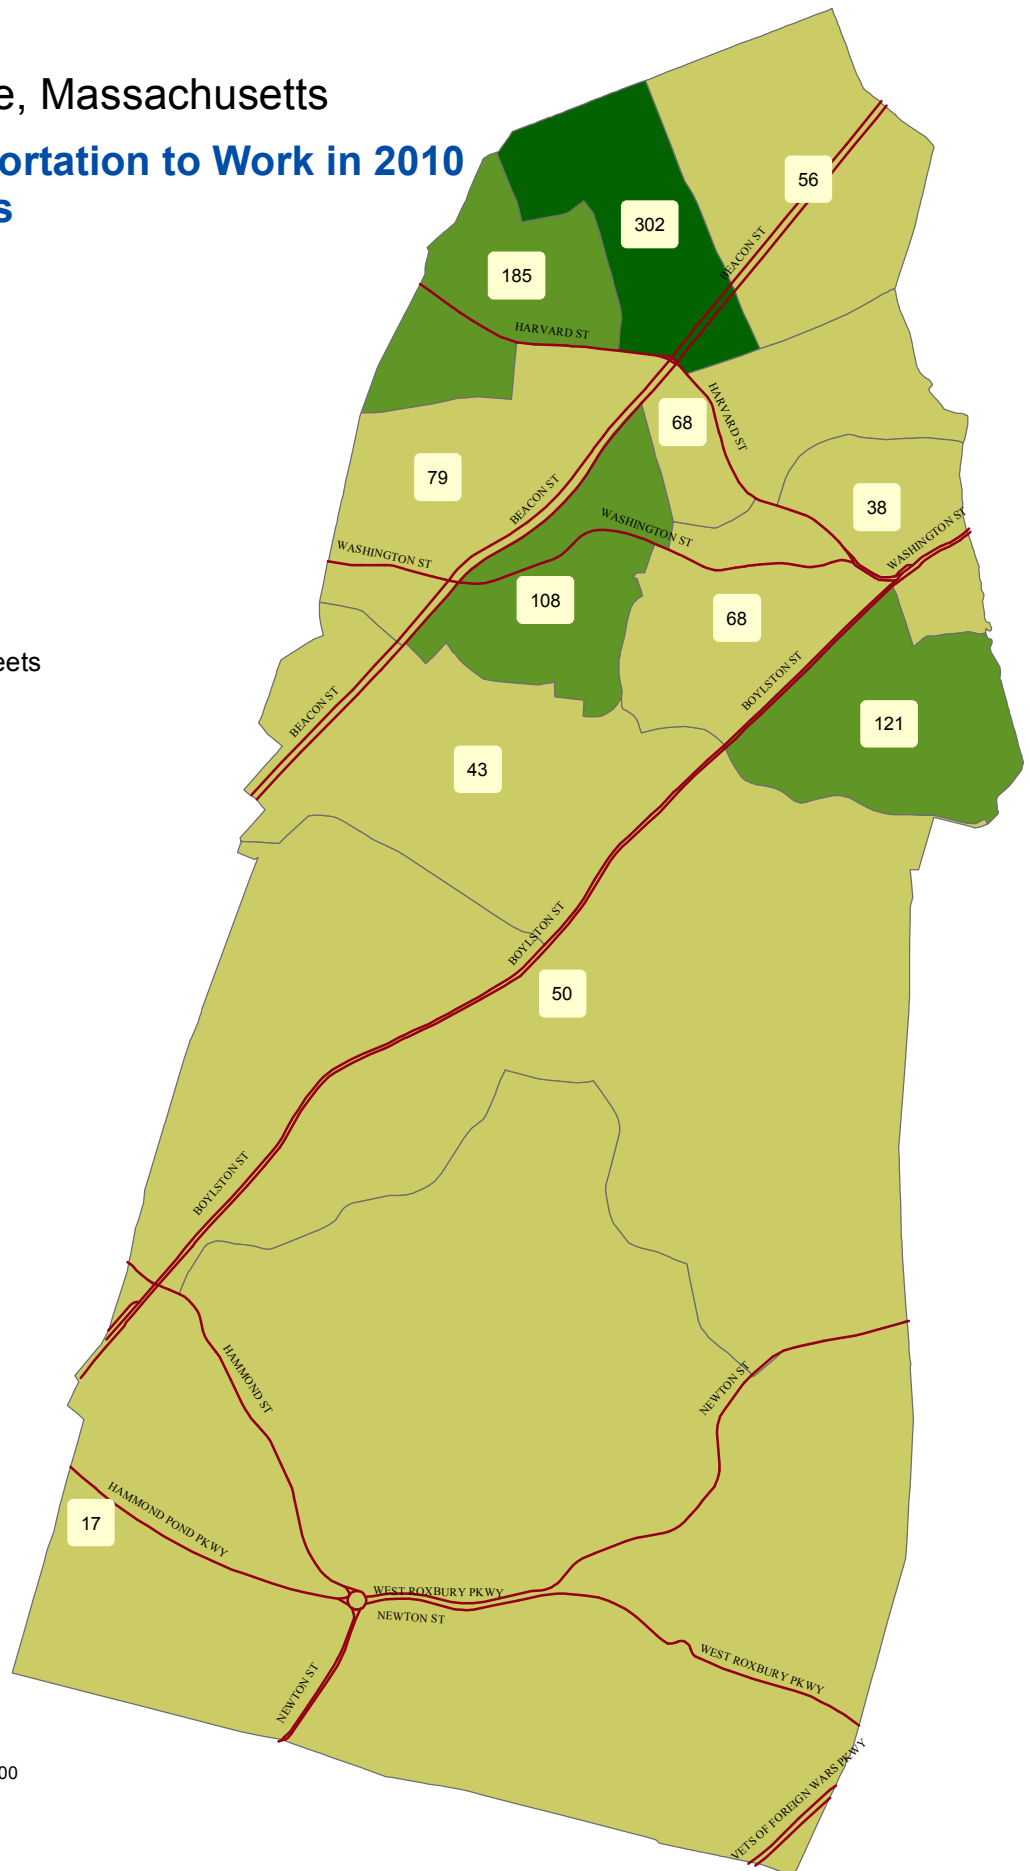 e, Massachusetts
ortation to Work in 2010
s
56
302
BEACON ST
185
HARVARD ST
HARVARD ST
68
79
BEACON ST
38
WASHINGTON ST
WASHINGTON ST
WASHINGTON ST
108
68
eets
BOYLSTON ST
BEACON ST
121
43
BOYLSTON ST
50
BOYLSTON ST
HAMMOND ST
NEWTON ST
17
HAMMOND POND PKWY
WEST ROXBURY PKWY
NEWTON ST
WEST ROXBURY PKWY
NEWTON ST
00
VETS OF FOREIGN WARS PKWY